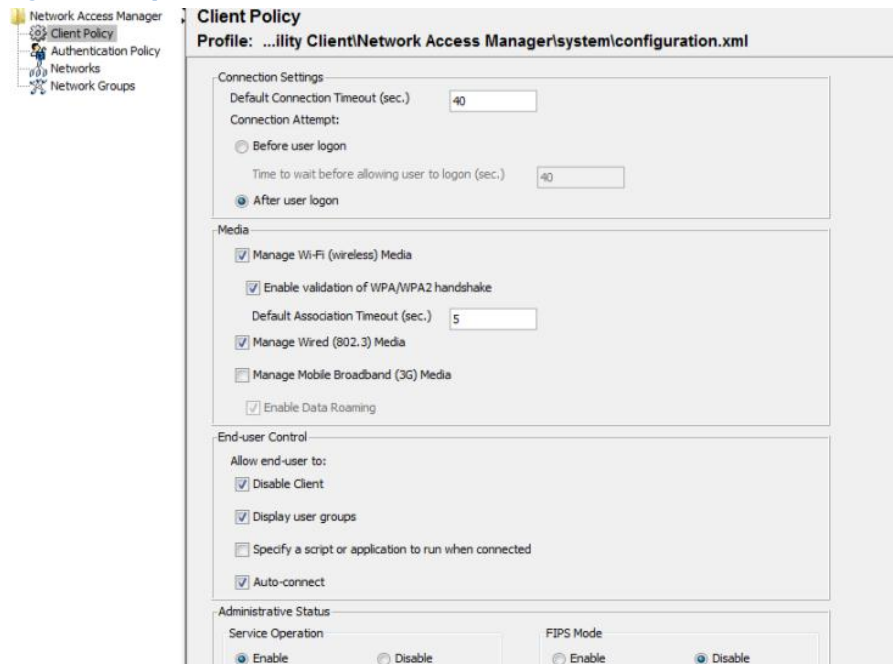 Network Access Manager
Client Policy
Authentication Policy
Networks
Network Groups
Client Policy
Profile: ...ility Client\Network Access Manager\system\configuration.xml
Connection Settings
Default Connection Timeout (sec.) 40
Connection Attempt:
Before user logon
Time to wait before allowing user to logon (sec.) 40
After user logon
Media
Manage Wi-Fi (wireless) Media
Enable validation of WPA/WPA2 handshake
Default Association Timeout (sec.) 5
Manage Wired (802.3) Media
Manage Mobile Broadband (3G) Media
Enable Data Roaming
End-user Control
Allow end-user to:
Disable Client
Display user groups
Specify a script or application to run when connected
Auto-connect
Administrative Status
Service Operation FIPS Mode
Enable Disable Enable Disable